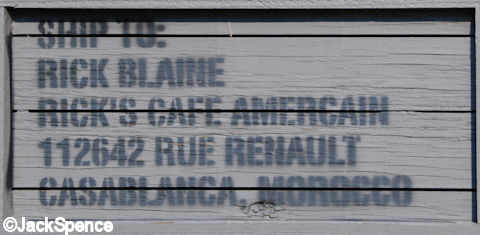 SHIP TO:
RICK BLAINE
RICK'S CAFE AMERCAIN
112642 RUE RENAULT
CASABLANCA, MOROCCO
©JackSpence